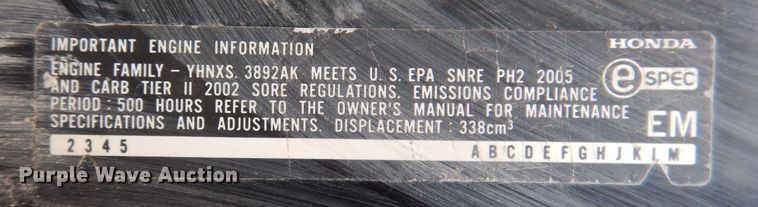 IMPORTANT ENGINE INFORMATION
HONDA
ENGINE FAMILY - YHNXS. 3892AK MEETS U.S. EPA SNRE PH2 2005
AND CARB TIER II 2002 SORE REGULATIONS. EMISSIONS COMPLIANCE
e SPEC
PERIOD: 500 HOURS REFER TO THE OWNER'S MANUAL FOR MAINTENANCE
SPECIFICATIONS AND ADJUSTMENTS. DISPLACEMENT: 338cm³
EM
2 3 4 5 A B C D E F G H J K L M
Purple Wave Auction